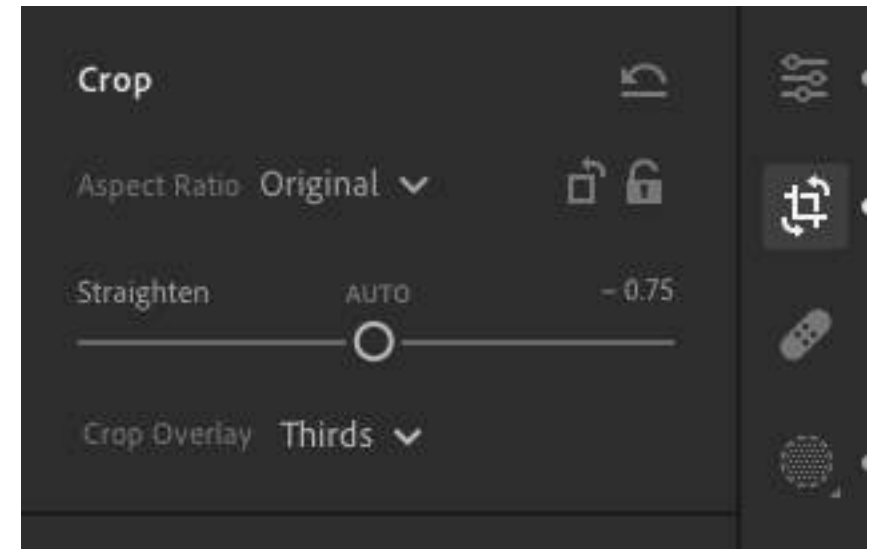 Crop
Aspect Ratio Original
Straighten AUTO - 0.75
Crop Overlay Thirds